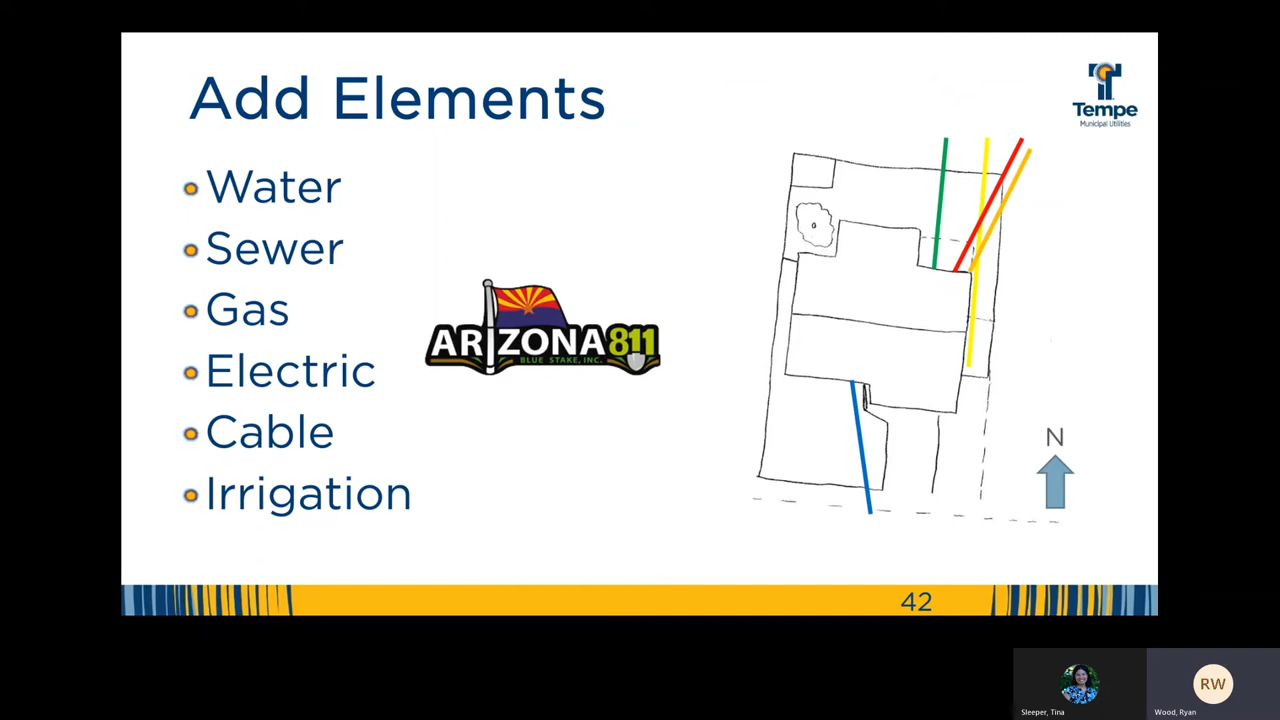 Add Elements
Tempe
Municipal Utilities
Water
Sewer
Gas
Electric
Cable
Irrigation
ARIZONA811
BLUE STAKE, INC.
N
42
RW
Sleeper, Tina
Wood, Ryan